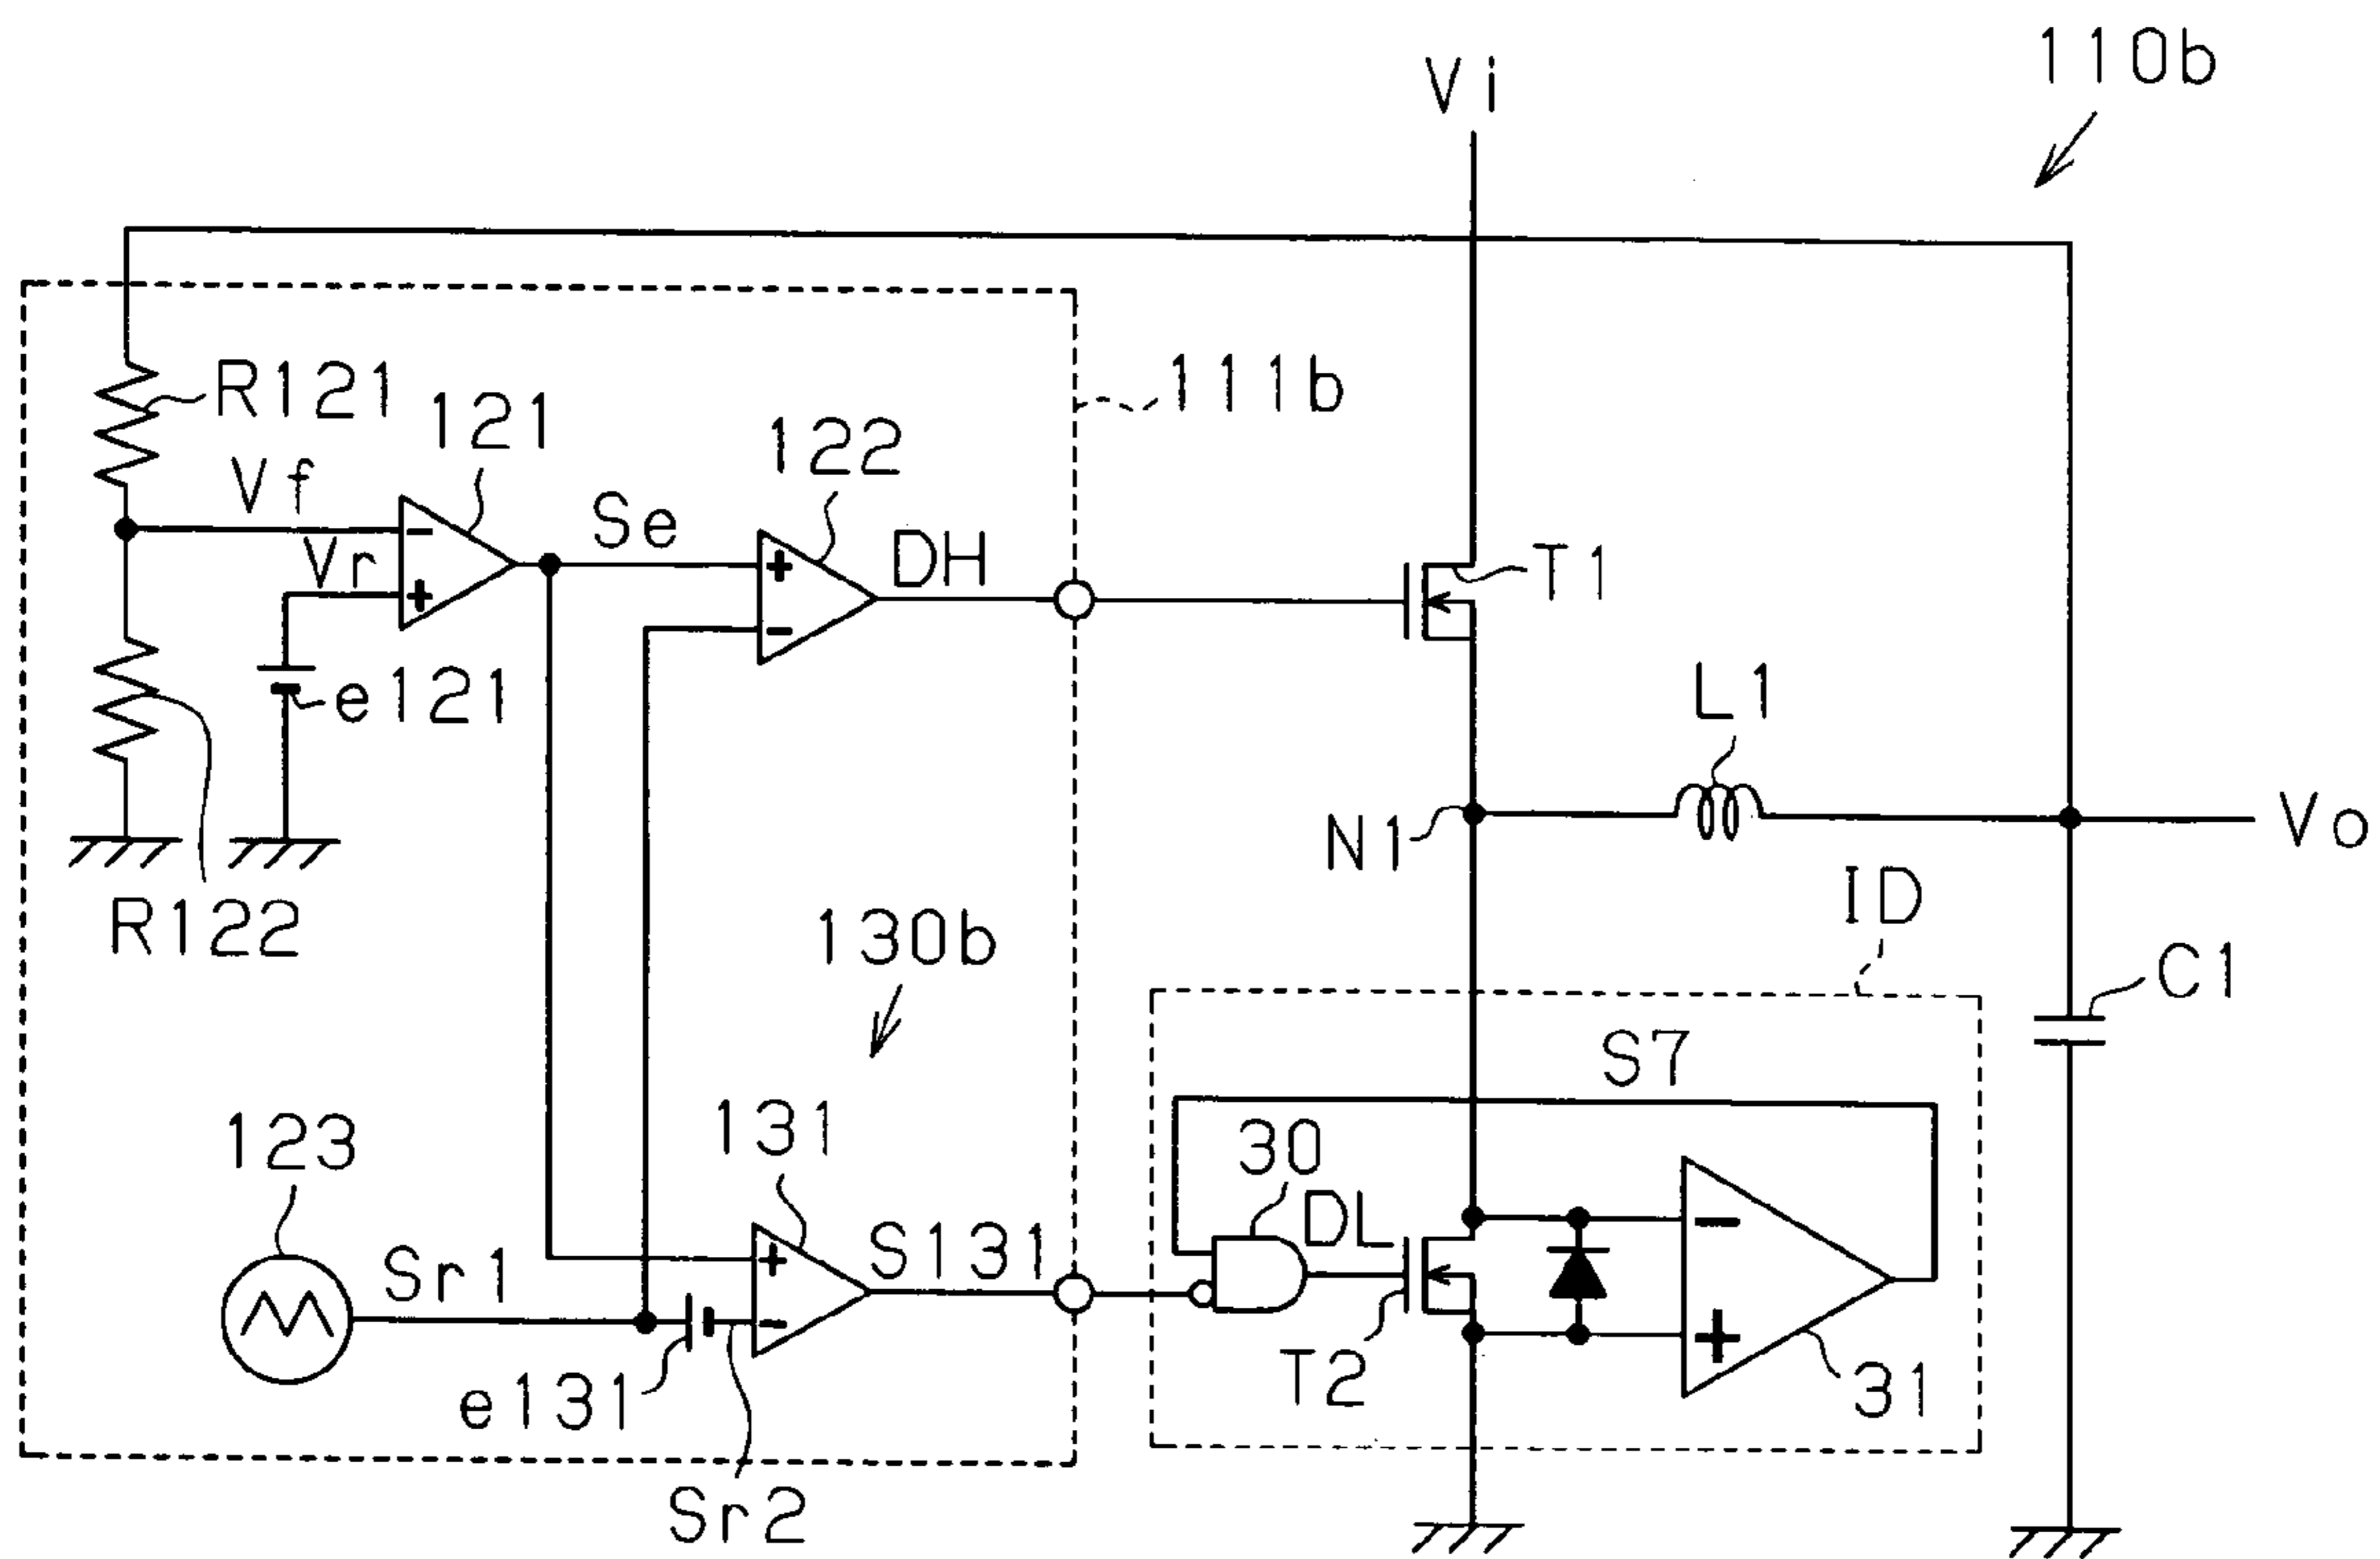 110b
Vi
R121
121
111b
122
Vf
Se
DH
Vr
T1
e121
L1
N1
Vo
ID
R122
130b
C1
S7
123
131
30
DL
S131
Sr1
e131
T2
31
Sr2